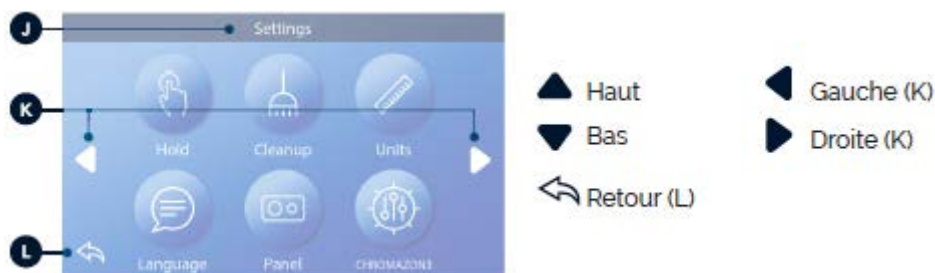 J
Settings
K
Hold Cleanup Units
Language Panel CHROMAZONE
L
Haut
Bas
Retour (L)
Gauche (K)
Droite (K)